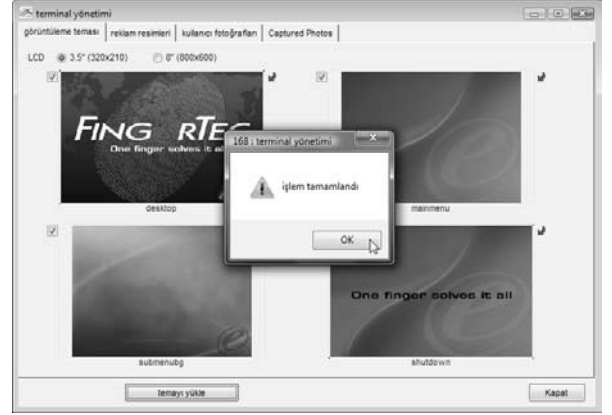 terminal yönetimi
görüntüleme teması reklam resimleri kullanıcı fotoğrafları Captured Photos
LCD 3.5" (320x210) 8" (800x600)
FING RTEC
One finger solves it all
desktop
mainmenu
168 : terminal yönetimi
işlem tamamlandı
OK
One finger solves it all
submenubg
shutdown
temayı yükle
Kapat